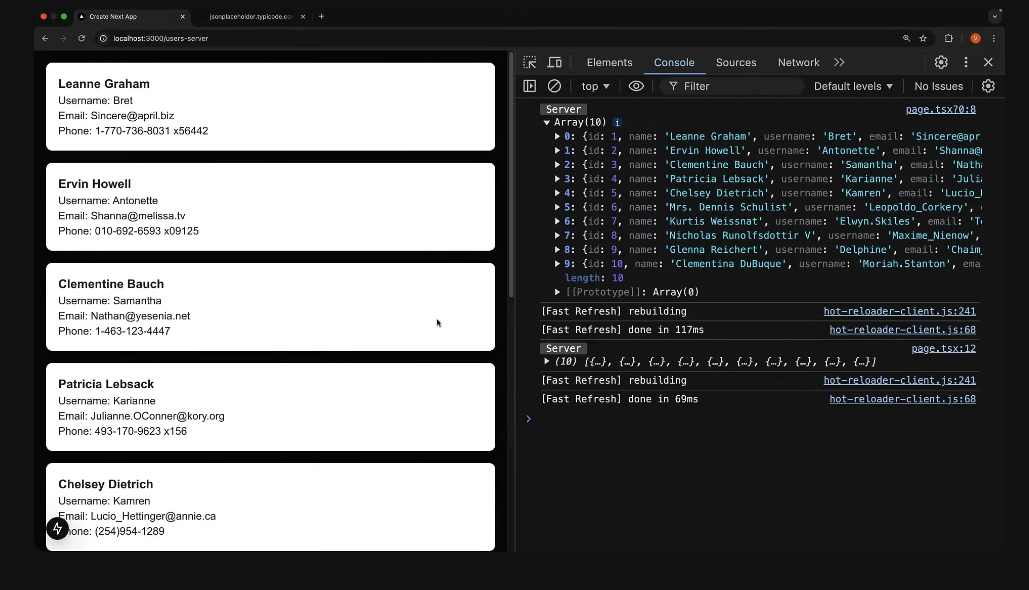 Create Next App
jsonplaceholder.typicode.co
localhost:3000/users-server
V
Leanne Graham
Username: Bret
Email: Sincere@april.biz
Phone: 1-770-736-8031 x56442
Ervin Howell
Username: Antonette
Email: Shanna@melissa.tv
Phone: 010-692-6593 x09125
Clementine Bauch
Username: Samantha
Email: Nathan@yesenia.net
Phone: 1-463-123-4447
Patricia Lebsack
Username: Karianne
Email: Julianne.OConner@kory.org
Phone: 493-170-9623 x156
Chelsey Dietrich
Username: Kamren
Email: Lucio_Hettinger@annie.ca
Phone: (254)954-1289
Elements Console Sources Network
top Filter Default levels No Issues
Server page.tsx?0:8
Array(10) i
0: {id: 1, name: 'Leanne Graham', username: 'Bret', email: 'Sincere@apr
1: {id: 2, name: 'Ervin Howell', username: 'Antonette', email: 'Shanna@
2: {id: 3, name: 'Clementine Bauch', username: 'Samantha', email: 'Nath
3: {id: 4, name: 'Patricia Lebsack', username: 'Karianne', email: 'Juli
4: {id: 5, name: 'Chelsey Dietrich', username: 'Kamren', email: 'Lucio_
5: {id: 6, name: 'Mrs. Dennis Schulist', username: 'Leopoldo_Corkery',
6: {id: 7, name: 'Kurtis Weissnat', username: 'Elwyn.Skiles', email: 'T
7: {id: 8, name: 'Nicholas Runolfsdottir V', username: 'Maxime_Nienow',
8: {id: 9, name: 'Glenna Reichert', username: 'Delphine', email: 'Chaim_
9: {id: 10, name: 'Clementina DuBuque', username: 'Moriah.Stanton', ema
length: 10
[[Prototype]]: Array(0)
[Fast Refresh] rebuilding hot-reloader-client.js:241
[Fast Refresh] done in 117ms hot-reloader-client.js:68
Server page.tsx:12
(10) [{…}, {…}, {…}, {…}, {…}, {…}, {…}, {…}, {…}, {…}]
[Fast Refresh] rebuilding hot-reloader-client.js:241
[Fast Refresh] done in 69ms hot-reloader-client.js:68